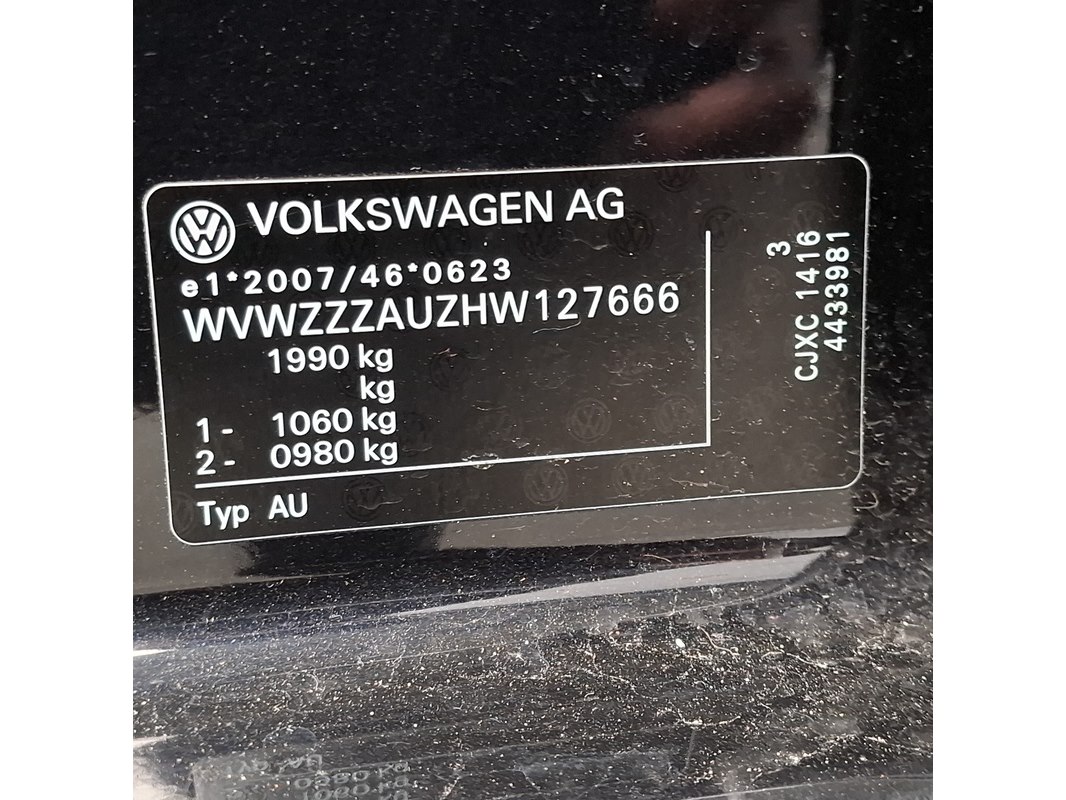 VOLKSWAGEN AG
e1*2007/46*0623
WVWZZZAUZHW127666
1990 kg
kg
1- 1060 kg
2- 0980 kg
Typ AU
3
CJXC 1416
4433981